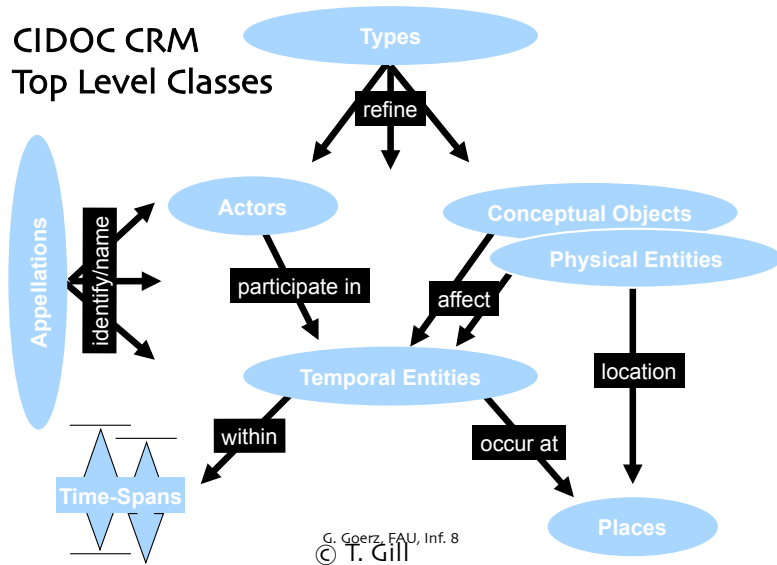 CIDOC CRM
Top Level Classes
Types
refine
Appellations
identify/name
Actors
Conceptual Objects
Physical Entities
participate in
affect
location
Temporal Entities
within
occur at
Time-Spans
Places
G. Goerz, FAU, Inf. 8
© T. Gill